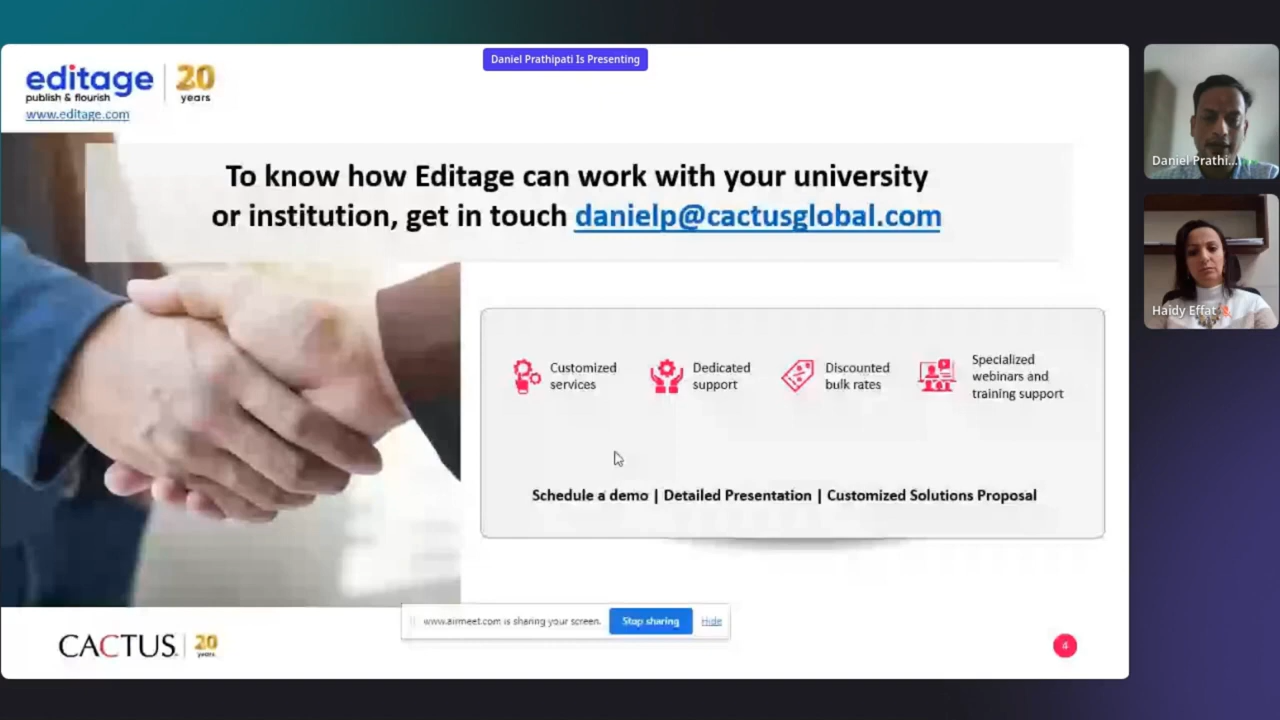 Daniel Prathipati Is Presenting
editage
publish & flourish
20
years
www.editage.com
To know how Editage can work with your university
or institution, get in touch danielp@cactusglobal.com
Customized
services
Dedicated
support
Discounted
bulk rates
Specialized
webinars and
training support
Schedule a demo | Detailed Presentation | Customized Solutions Proposal
www.airmeet.com is sharing your screen.
Stop sharing
Hide
CACTUS
20
years
4
Daniel Prathi...
Haidy Effat